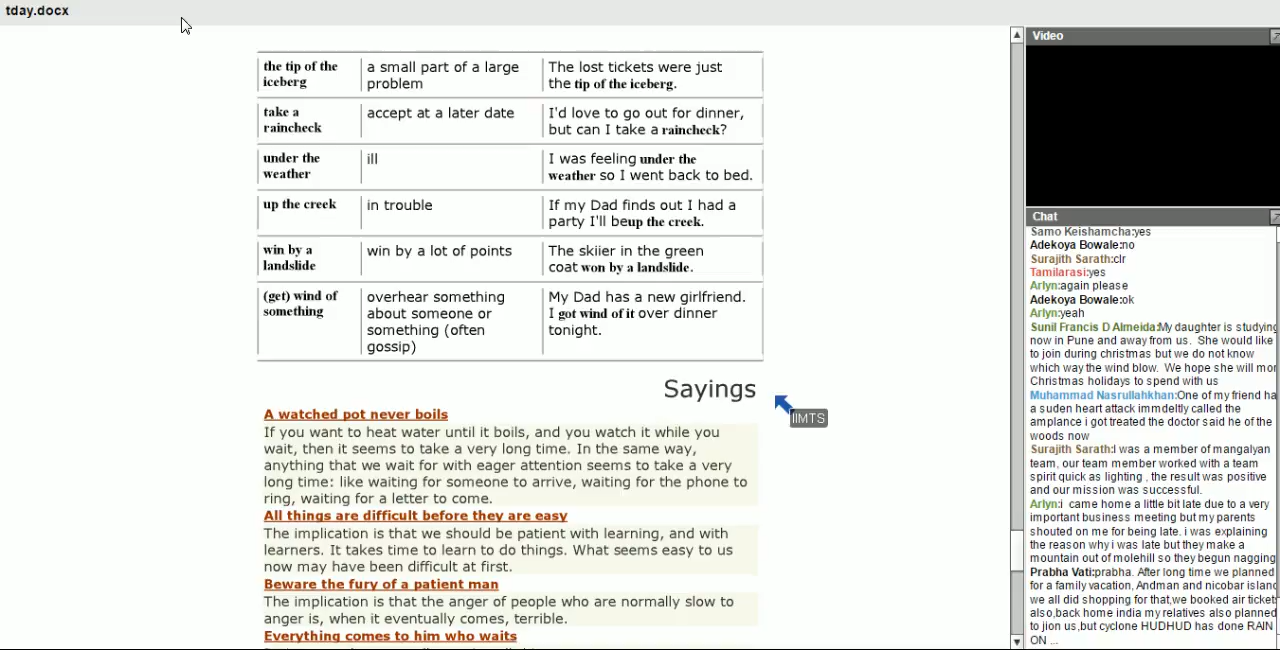 tday.docx
the tip of the
iceberg
a small part of a large
problem
The lost tickets were just
the tip of the iceberg.
take a
raincheck
accept at a later date
I'd love to go out for dinner,
but can I take a raincheck?
under the
weather
ill
I was feeling under the
weather so I went back to bed.
up the creek
in trouble
If my Dad finds out I had a
party I'll beup the creek.
win by a
landslide
win by a lot of points
The skiier in the green
coat won by a landslide.
(get) wind of
something
overhear something
about someone or
something (often
gossip)
My Dad has a new girlfriend.
I got wind of it over dinner
tonight.
Sayings
IIMTS
A watched pot never boils
If you want to heat water until it boils, and you watch it while you
wait, then it seems to take a very long time. In the same way,
anything that we wait for with eager attention seems to take a very
long time: like waiting for someone to arrive, waiting for the phone to
ring, waiting for a letter to come.
All things are difficult before they are easy
The implication is that we should be patient with learning, and with
learners. It takes time to learn to do things. What seems easy to us
now may have been difficult at first.
Beware the fury of a patient man
The implication is that the anger of people who are normally slow to
anger is, when it eventually comes, terrible.
Everything comes to him who waits
Video
Chat
Samo Keishamcha:yes
Adekoya Bowale:no
Surajith Sarath:clr
Tamilarasi:yes
Arlyn:again please
Adekoya Bowale:ok
Arlyn:yeah
Sunil Francis D Almeida:My daughter is studying
now in Pune and away from us. She would like
to join during christmas but we do not know
which way the wind blow. We hope she will mor
Christmas holidays to spend with us
Muhammad Nasrullahkhan:One of my friend ha
a suden heart attack immdeltly called the
amplance i got treated the doctor said he of the
woods now
Surajith Sarath:I was a member of mangalyan
team, our team member worked with a team
spirit quick as lighting , the result was positive
and our mission was successful.
Arlyn:i came home a little bit late due to a very
important business meeting but my parents
shouted on me for being late. i was explaining
the reason why i was late but they make a
mountain out of molehill so they begun nagging
Prabha Vati:prabha. After long time we planned
for a family vacation, Andman and nicobar island
we all did shopping for that,we booked air ticket
also,back home india my relatives also planned
to jion us,but cyclone HUDHUD has done RAIN
ON ...